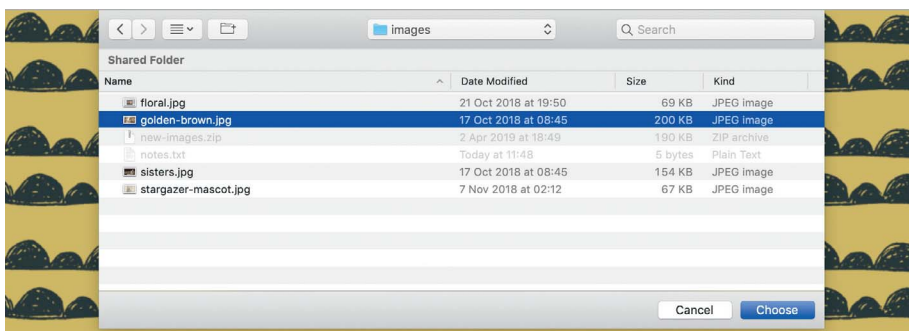 images
Search
Shared Folder
Name Date Modified Size Kind
floral.jpg 21 Oct 2018 at 19:50 69 KB JPEG image
golden-brown.jpg 17 Oct 2018 at 08:45 200 KB JPEG image
new-images.zip 2 Apr 2019 at 18:49 190 KB ZIP archive
notes.txt Today at 11:48 5 bytes Plain Text
sisters.jpg 17 Oct 2018 at 08:45 154 KB JPEG image
stargazer-mascot.jpg 7 Nov 2018 at 02:12 67 KB JPEG image
Cancel Choose